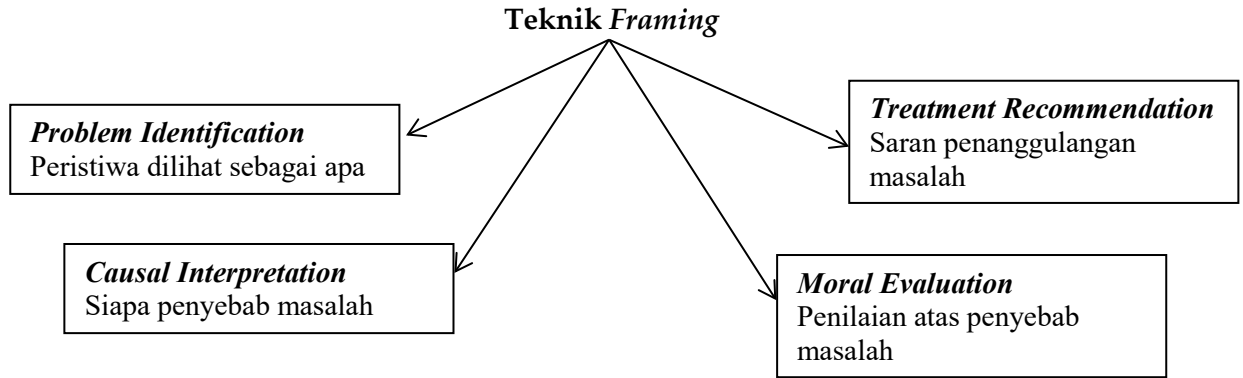 Teknik Framing
Problem Identification
Peristiwa dilihat sebagai apa
Causal Interpretation
Siapa penyebab masalah
Treatment Recommendation
Saran penanggulangan
masalah
Moral Evaluation
Penilaian atas penyebab
masalah